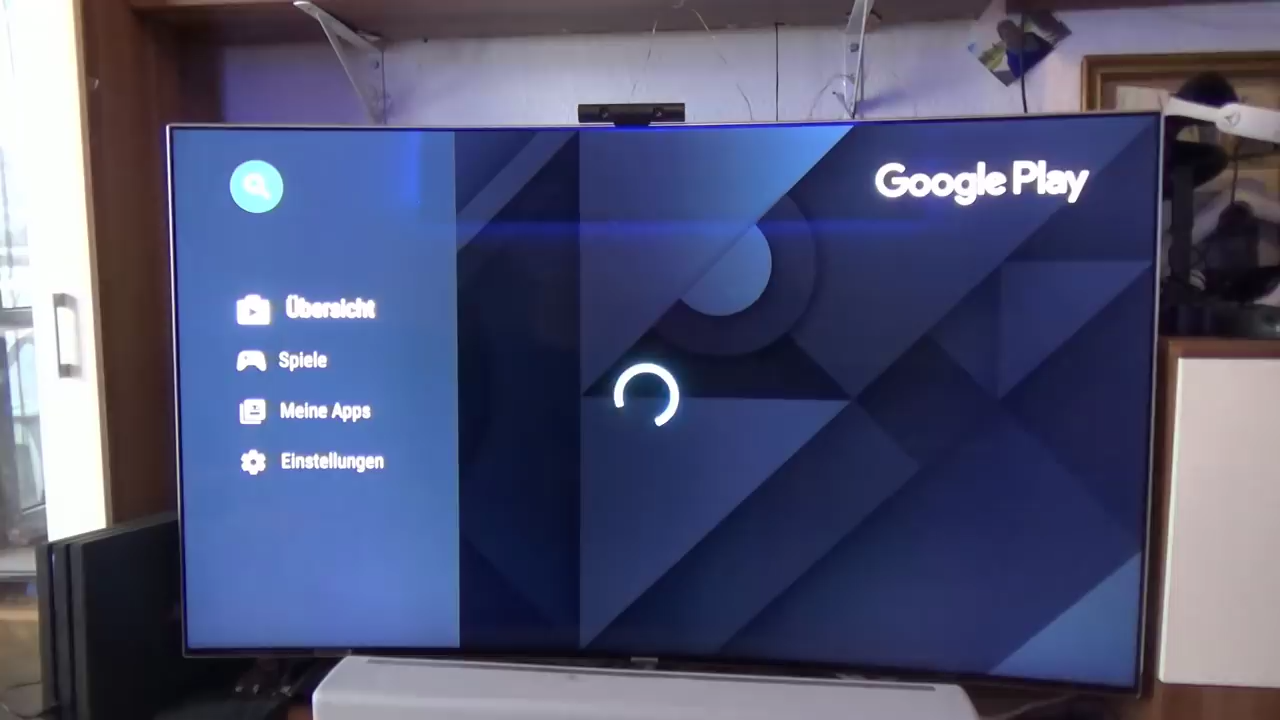 Google Play
Übersicht
Spiele
Meine Apps
Einstellungen